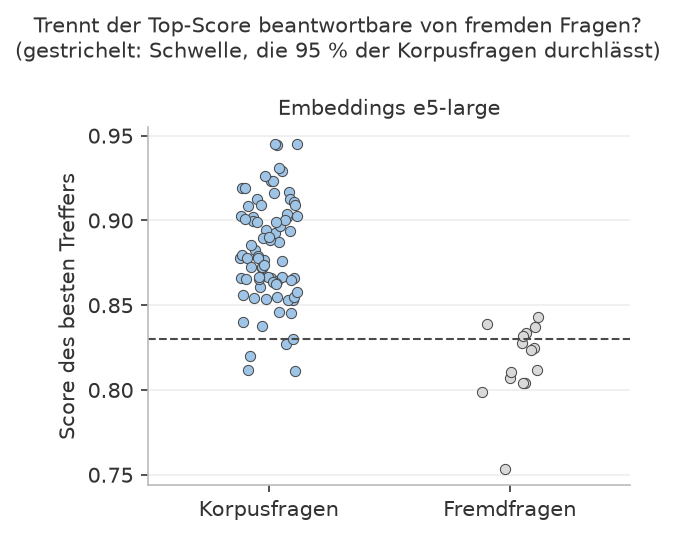 Trennt der Top-Score beantwortbare von fremden Fragen?
(gestrichelt: Schwelle, die 95 % der Korpusfragen durchlässt)
Embeddings e5-large
Score des besten Treffers
0.95
0.90
0.85
0.80
0.75
Korpusfragen
Fremdfragen